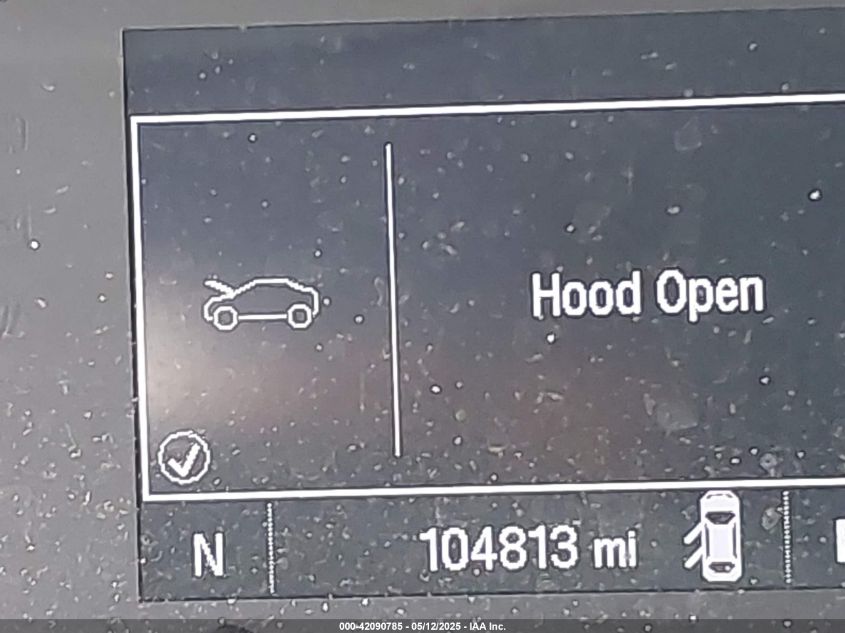 Hood Open
N 104813 mi
000-42090785 - 05/12/2025 - IAA Inc.